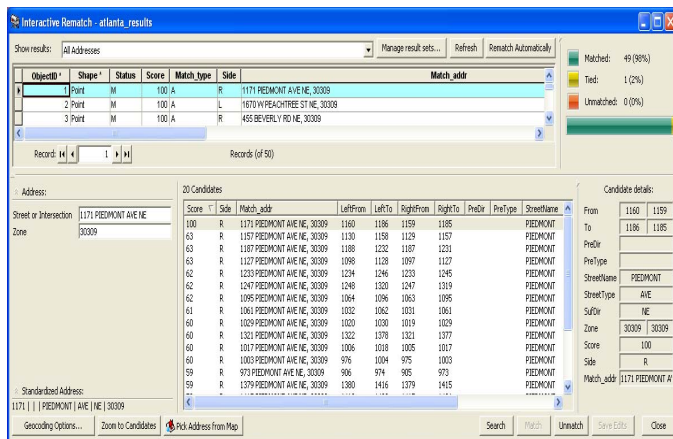 Interactive Rematch - atlanta_results
Show results: All Addresses Manage result sets... Refresh Rematch Automatically
Matched: 49 (98%)
Tied: 1 (2%)
Unmatched: 0 (0%)
ObjectID * Shape * Status Score Match_type Side Match_addr
1 Point M 100 A R 1171 PIEDMONT AVE NE, 30309
2 Point M 100 A L 1670 W PEACHTREE ST NE, 30309
3 Point M 100 A R 455 BEVERLY RD NE, 30309
Record: 1 Records (of 50)
Address:
Street or Intersection 1171 PIEDMONT AVE NE
Zone 30309
20 Candidates
Score Side Match_addr LeftFrom LeftTo RightFrom RightTo PreDir PreType StreetName
100 R 1171 PIEDMONT AVE NE, 30309 1160 1186 1159 1185 PIEDMONT
63 R 1157 PIEDMONT AVE NE, 30309 1130 1158 1129 1157 PIEDMONT
63 R 1187 PIEDMONT AVE NE, 30309 1188 1232 1187 1231 PIEDMONT
63 R 1127 PIEDMONT AVE NE, 30309 1098 1128 1097 1127 PIEDMONT
62 R 1233 PIEDMONT AVE NE, 30309 1234 1246 1233 1245 PIEDMONT
62 R 1247 PIEDMONT AVE NE, 30309 1248 1320 1247 1319 PIEDMONT
62 R 1095 PIEDMONT AVE NE, 30309 1064 1096 1063 1095 PIEDMONT
61 R 1061 PIEDMONT AVE NE, 30309 1032 1062 1031 1061 PIEDMONT
60 R 1029 PIEDMONT AVE NE, 30309 1020 1030 1019 1029 PIEDMONT
60 R 1321 PIEDMONT AVE NE, 30309 1322 1378 1321 1377 PIEDMONT
60 R 1017 PIEDMONT AVE NE, 30309 1006 1018 1005 1017 PIEDMONT
60 R 1003 PIEDMONT AVE NE, 30309 976 1004 975 1003 PIEDMONT
59 R 973 PIEDMONT AVE NE, 30309 906 974 905 973 PIEDMONT
59 R 1379 PIEDMONT AVE NE, 30309 1380 1416 1379 1415 PIEDMONT
Candidate details:
From 1160 1159
To 1186 1185
PreDir
PreType
StreetName PIEDMONT
StreetType AVE
SufDir NE
Zone 30309 30309
Score 100
Side R
Match_addr 1171 PIEDMONT A
Standardized Address:
1171 | | | PIEDMONT | AVE | NE | 30309
Geocoding Options... Zoom to Candidates Pick Address from Map Search Match Unmatch Save Edits Close